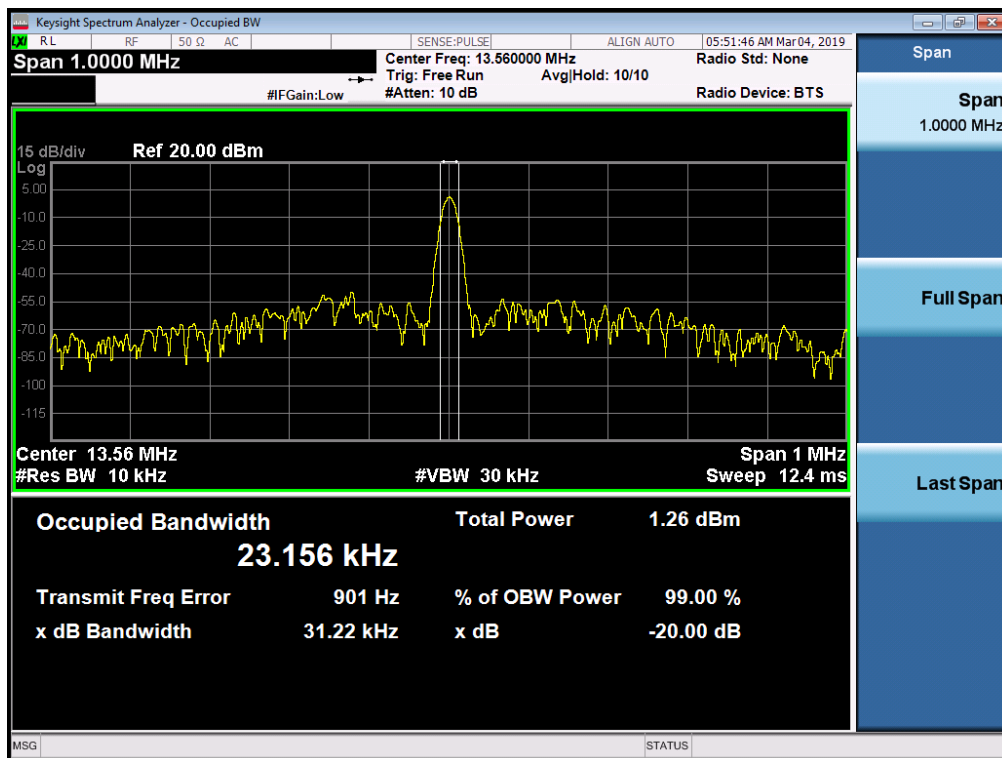 Keysight Spectrum Analyzer - Occupied BW
LXI RL RF 50 Ω AC SENSE:PULSE ALIGN AUTO 05:51:46 AM Mar 04, 2019
Span 1.0000 MHz
Center Freq: 13.560000 MHz Radio Std: None
Trig: Free Run Avg|Hold: 10/10
#IFGain:Low #Atten: 10 dB Radio Device: BTS
15 dB/div Ref 20.00 dBm
Log
5.00
-10.0
-25.0
-40.0
-55.0
-70.0
-85.0
-100
-115
Center 13.56 MHz Span 1 MHz
#Res BW 10 kHz #VBW 30 kHz Sweep 12.4 ms
Occupied Bandwidth Total Power 1.26 dBm
23.156 kHz
Transmit Freq Error 901 Hz % of OBW Power 99.00 %
x dB Bandwidth 31.22 kHz x dB -20.00 dB
MSG STATUS
Span
Span
1.0000 MHz
Full Span
Last Span